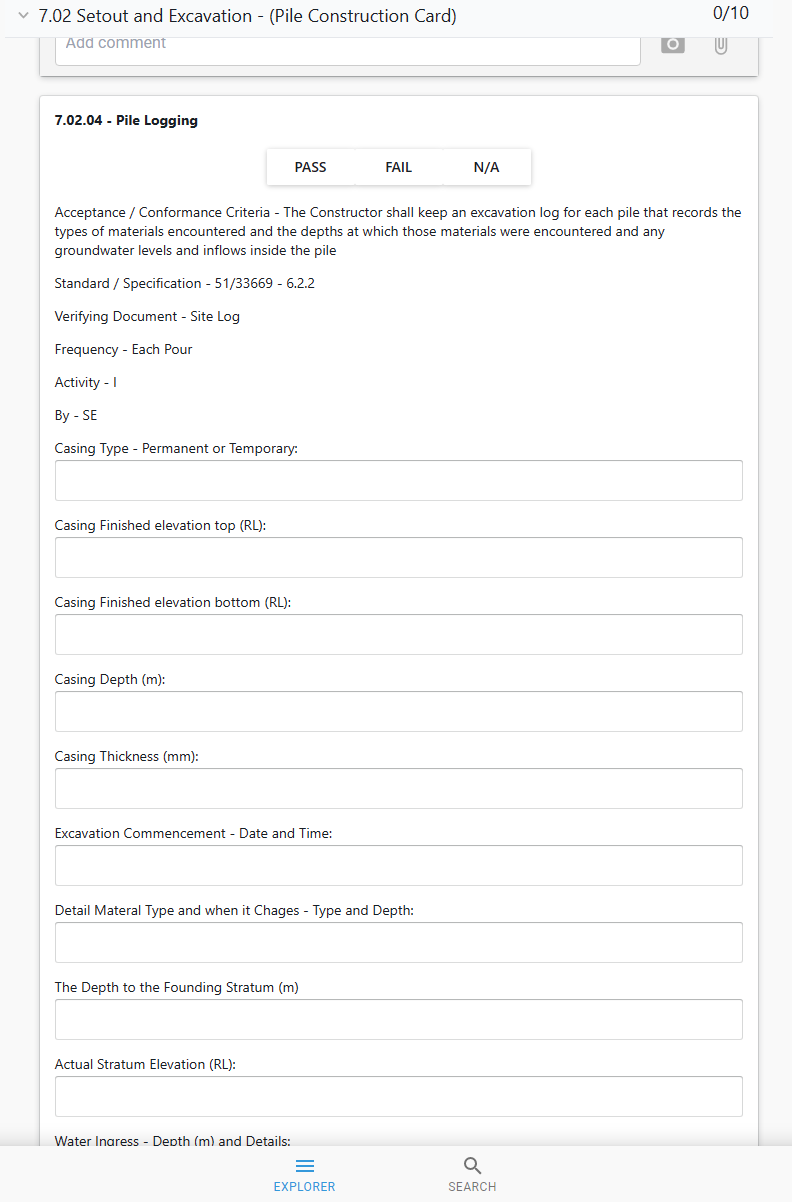 7.02 Setout and Excavation - (Pile Construction Card)
0/10
Add comment
7.02.04 - Pile Logging
PASS FAIL N/A
Acceptance / Conformance Criteria - The Constructor shall keep an excavation log for each pile that records the
types of materials encountered and the depths at which those materials were encountered and any
groundwater levels and inflows inside the pile
Standard / Specification - 51/33669 - 6.2.2
Verifying Document - Site Log
Frequency - Each Pour
Activity - I
By - SE
Casing Type - Permanent or Temporary:
Casing Finished elevation top (RL):
Casing Finished elevation bottom (RL):
Casing Depth (m):
Casing Thickness (mm):
Excavation Commencement - Date and Time:
Detail Materal Type and when it Chages - Type and Depth:
The Depth to the Founding Stratum (m)
Actual Stratum Elevation (RL):
Water Ingress - Depth (m) and Details:
EXPLORER SEARCH